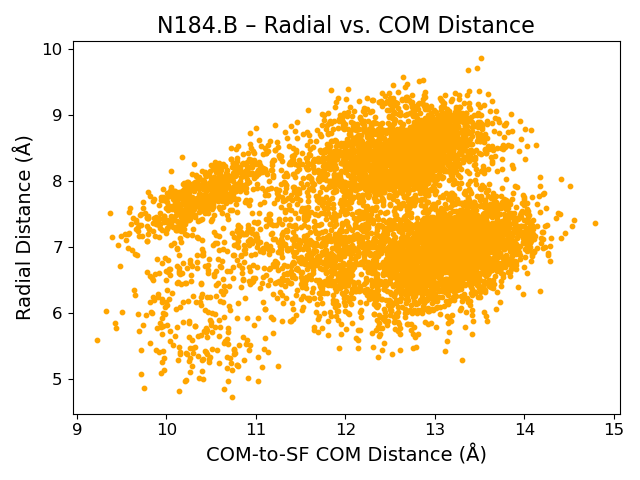 N184.B – Radial vs. COM Distance
10
9
8
7
6
5
Radial Distance (Å)
9 10 11 12 13 14 15
COM-to-SF COM Distance (Å)